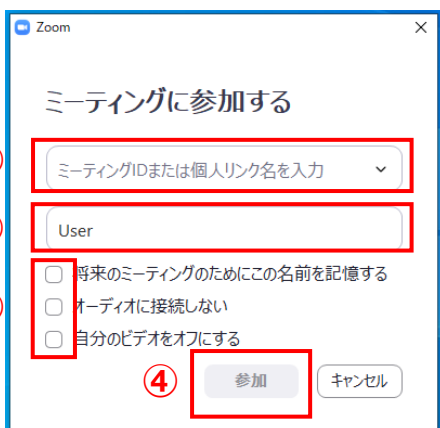 Zoom
ミーティングに参加する
ミーティングIDまたは個人リンク名を入力
User
将来のミーティングのためにこの名前を記憶する
オーディオに接続しない
自分のビデオをオフにする
④ 参加 キャンセル